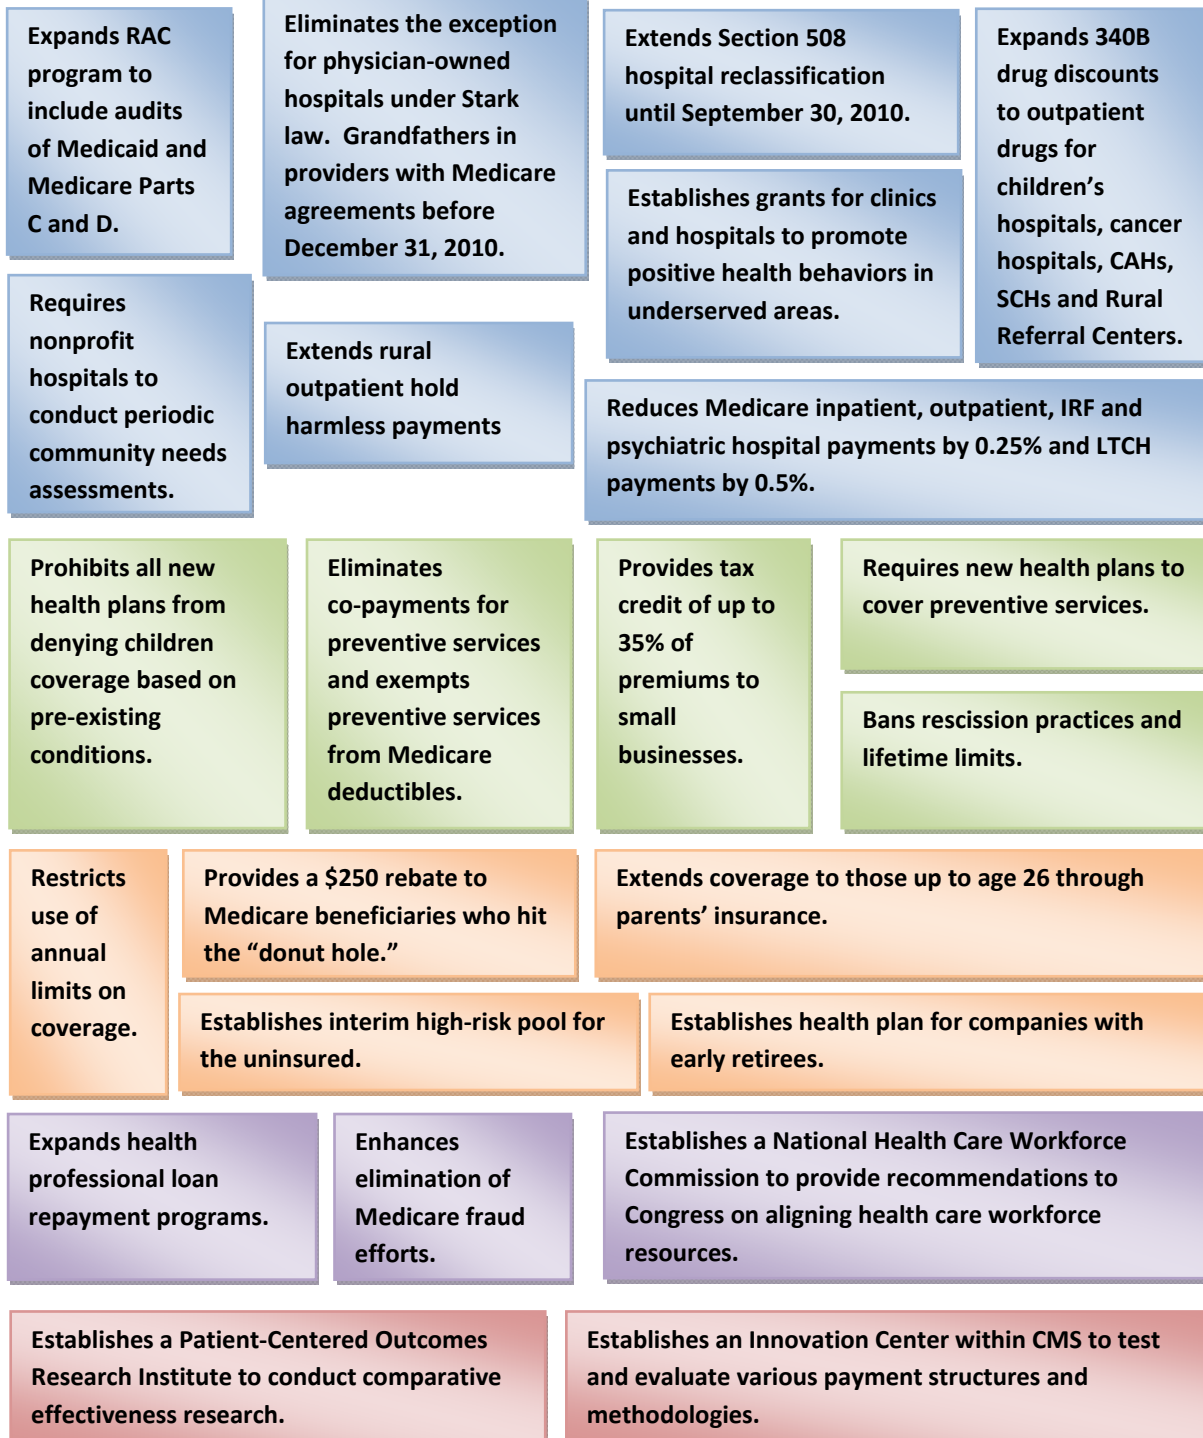 Expands RAC
program to
include audits
of Medicaid and
Medicare Parts
C and D.
Eliminates the exception
for physician-owned
hospitals under Stark
law.  Grandfathers in
providers with Medicare
agreements before
December 31, 2010.
Extends Section 508
hospital reclassification
until September 30, 2010.
Expands 340B
drug discounts
to outpatient
drugs for
children’s
hospitals, cancer
hospitals, CAHs,
SCHs and Rural
Referral Centers.
Establishes grants for clinics
and hospitals to promote
positive health behaviors in
underserved areas.
Requires
nonprofit
hospitals to
conduct periodic
community needs
assessments.
Extends rural
outpatient hold
harmless payments
Reduces Medicare inpatient, outpatient, IRF and
psychiatric hospital payments by 0.25% and LTCH
payments by 0.5%.
Prohibits all new
health plans from
denying children
coverage based on
pre-existing
conditions.
Eliminates
co-payments for
preventive services
and exempts
preventive services
from Medicare
deductibles.
Provides tax
credit of up to
35% of
premiums to
small
businesses.
Requires new health plans to
cover preventive services.
Bans rescission practices and
lifetime limits.
Restricts
use of
annual
limits on
coverage.
Provides a $250 rebate to
Medicare beneficiaries who hit
the “donut hole.”
Extends coverage to those up to age 26 through
parents’ insurance.
Establishes interim high-risk pool for
the uninsured.
Establishes health plan for companies with
early retirees.
Expands health
professional loan
repayment programs.
Enhances
elimination of
Medicare fraud
efforts.
Establishes a National Health Care Workforce
Commission to provide recommendations to
Congress on aligning health care workforce
resources.
Establishes a Patient-Centered Outcomes
Research Institute to conduct comparative
effectiveness research.
Establishes an Innovation Center within CMS to test
and evaluate various payment structures and
methodologies.